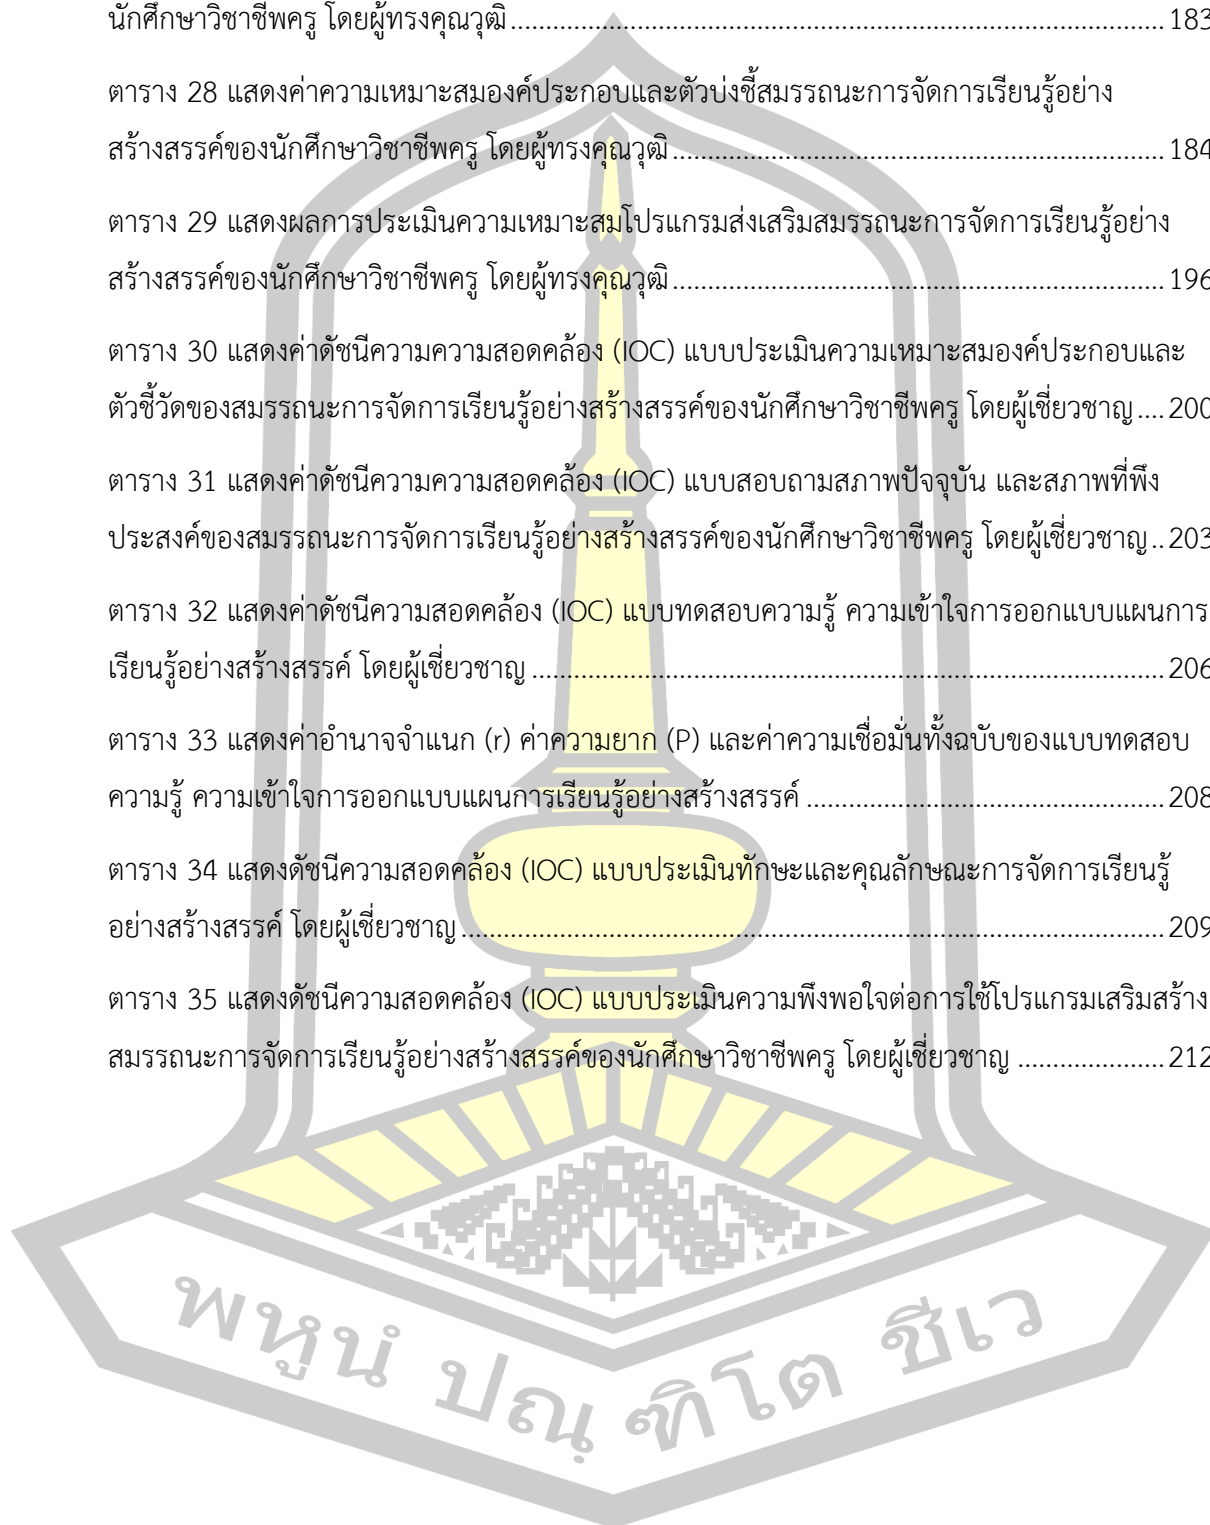 นักศึกษาวิชาชีพครู โดยผู้ทรงคุณวุฒิ ........................................................................................................ 183
ตาราง 28 แสดงค่าความเหมาะสมองค์ประกอบและตัวบ่งชี้สมรรถนะการจัดการเรียนรู้อย่าง
สร้างสรรค์ของนักศึกษาวิชาชีพครู โดยผู้ทรงคุณวุฒิ .............................................................................. 184
ตาราง 29 แสดงผลการประเมินความเหมาะสมโปรแกรมส่งเสริมสมรรถนะการจัดการเรียนรู้อย่าง
สร้างสรรค์ของนักศึกษาวิชาชีพครู โดยผู้ทรงคุณวุฒิ .............................................................................. 196
ตาราง 30 แสดงค่าดัชนีความความสอดคล้อง (IOC) แบบประเมินความเหมาะสมองค์ประกอบและ
ตัวชี้วัดของสมรรถนะการจัดการเรียนรู้อย่างสร้างสรรค์ของนักศึกษาวิชาชีพครู โดยผู้เชี่ยวชาญ .... 200
ตาราง 31 แสดงค่าดัชนีความความสอดคล้อง (IOC) แบบสอบถามสภาพปัจจุบัน และสภาพที่พึง
ประสงค์ของสมรรถนะการจัดการเรียนรู้อย่างสร้างสรรค์ของนักศึกษาวิชาชีพครู โดยผู้เชี่ยวชาญ .. 203
ตาราง 32 แสดงค่าดัชนีความสอดคล้อง (IOC) แบบทดสอบความรู้ ความเข้าใจการออกแบบแผนการ
เรียนรู้อย่างสร้างสรรค์ โดยผู้เชี่ยวชาญ .................................................................................................... 206
ตาราง 33 แสดงค่าอำนาจจำแนก (r) ค่าความยาก (P) และค่าความเชื่อมั่นทั้งฉบับของแบบทดสอบ
ความรู้ ความเข้าใจการออกแบบแผนการเรียนรู้อย่างสร้างสรรค์ ......................................................... 208
ตาราง 34 แสดงดัชนีความสอดคล้อง (IOC) แบบประเมินทักษะและคุณลักษณะการจัดการเรียนรู้
อย่างสร้างสรรค์ โดยผู้เชี่ยวชาญ ................................................................................................................ 209
ตาราง 35 แสดงดัชนีความสอดคล้อง (IOC) แบบประเมินความพึงพอใจต่อการใช้โปรแกรมเสริมสร้าง
สมรรถนะการจัดการเรียนรู้อย่างสร้างสรรค์ของนักศึกษาวิชาชีพครู โดยผู้เชี่ยวชาญ ....................... 212
พหูนํ ปณฺฑิโต ชีเว